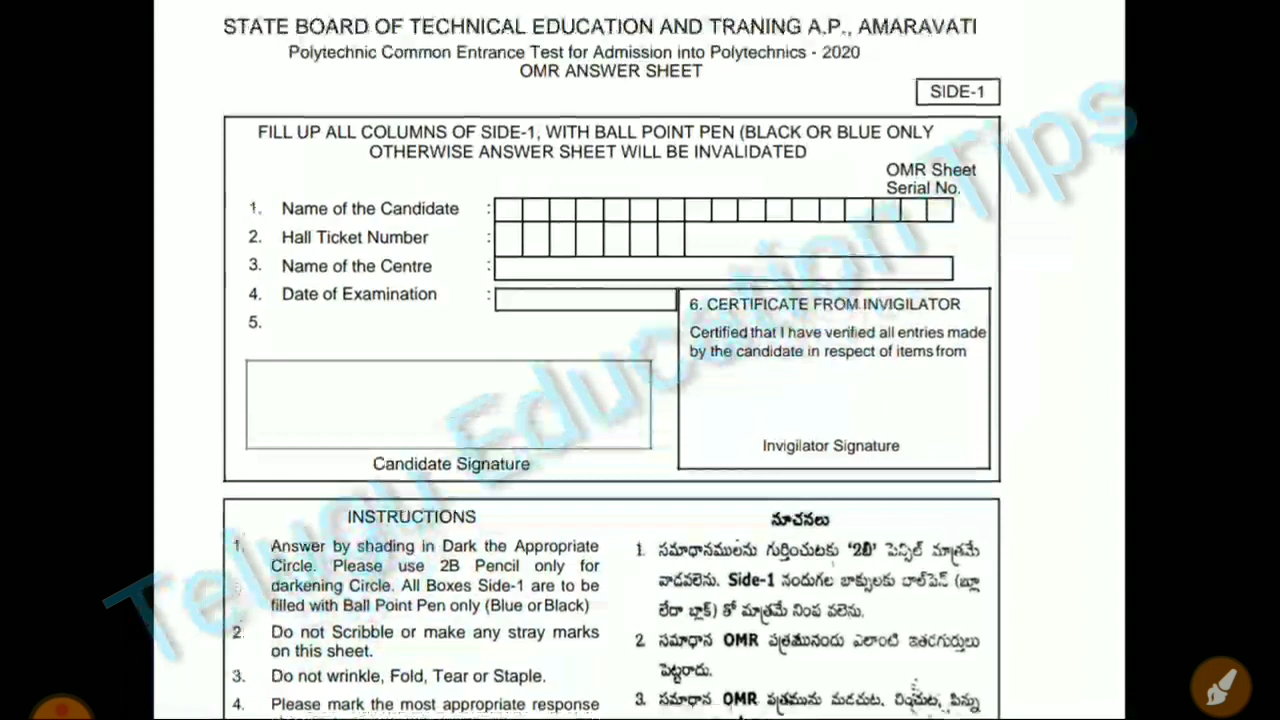 STATE BOARD OF TECHNICAL EDUCATION AND TRANING A.P., AMARAVATI
Polytechnic Common Entrance Test for Admission into Polytechnics - 2020
OMR ANSWER SHEET
SIDE-1
FILL UP ALL COLUMNS OF SIDE-1, WITH BALL POINT PEN (BLACK OR BLUE ONLY
OTHERWISE ANSWER SHEET WILL BE INVALIDATED
OMR Sheet
Serial No.
1. Name of the Candidate :
2. Hall Ticket Number :
3. Name of the Centre :
4. Date of Examination :
5.
6. CERTIFICATE FROM INVIGILATOR
Certified that I have verified all entries made
by the candidate in respect of items from
Invigilator Signature
Candidate Signature
INSTRUCTIONS
1. Answer by shading in Dark the Appropriate
Circle. Please use 2B Pencil only for
darkening Circle. All Boxes Side-1 are to be
filled with Ball Point Pen only (Blue or Black)
2. Do not Scribble or make any stray marks
on this sheet.
3. Do not wrinkle, Fold, Tear or Staple.
4. Please mark the most appropriate response
సూచనలు
1. సమాధానములను గుర్తించుటకు '2బి' పెన్సిల్ మాత్రమే
వాడవలెను. Side-1 నందుగల బాక్సులకు బాల్‌పెన్ (బ్లూ
లేదా బ్లాక్) తో మాత్రమే నింప వలెను.
2. సమాధాన OMR పత్రమునందు ఎలాంటి ఇతరగుర్తులు
పెట్టరాదు.
3. సమాధాన OMR పత్రమును మడచుట, పిన్ను
Telugu Education Tips